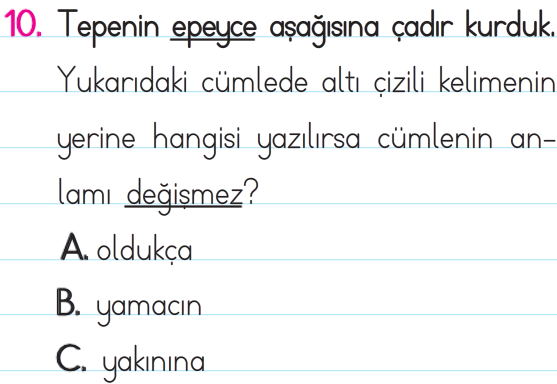 10. Tepenin epeyce aşağısına çadır kurduk.
Yukarıdaki cümlede altı çizili kelimenin
yerine hangisi yazılırsa cümlenin an-
lamı değişmez?
A. oldukça
B. yamacın
C. yakınına